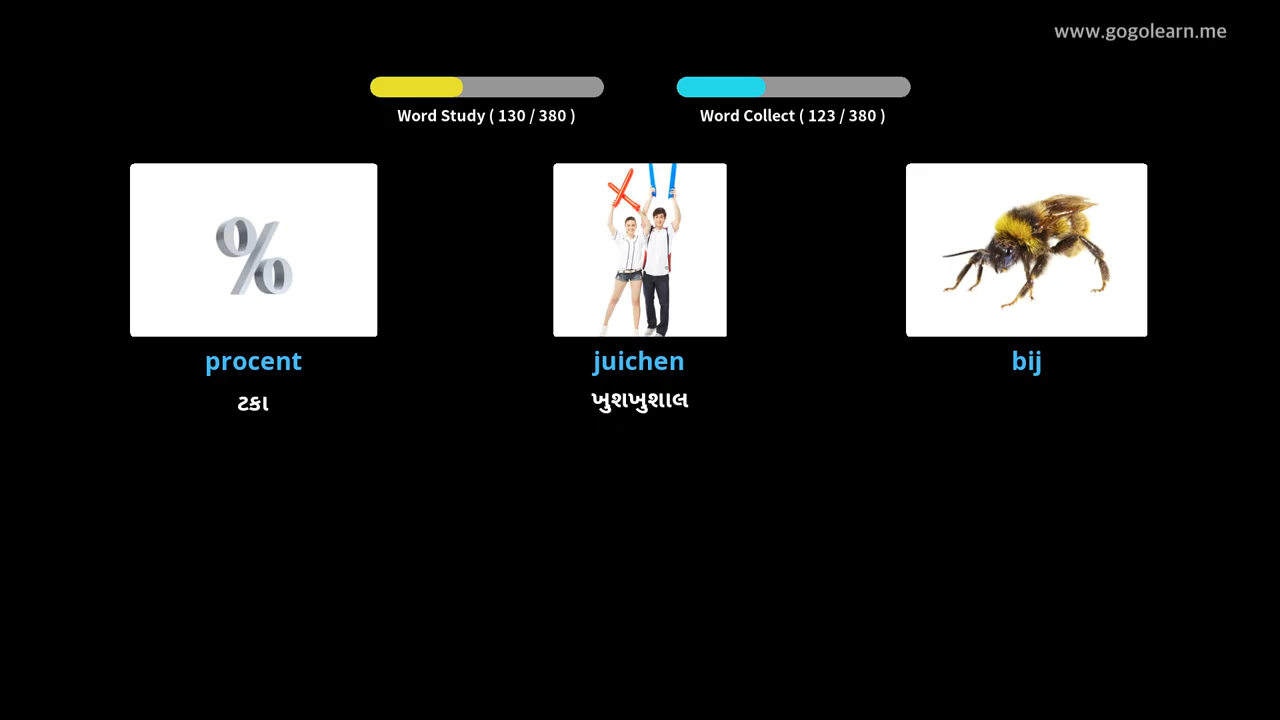 www.gogolearn.me
Word Study ( 130 / 380 )
Word Collect ( 123 / 380 )
%
procent
juichen
bij
ટકા
ખુશખુશાલ